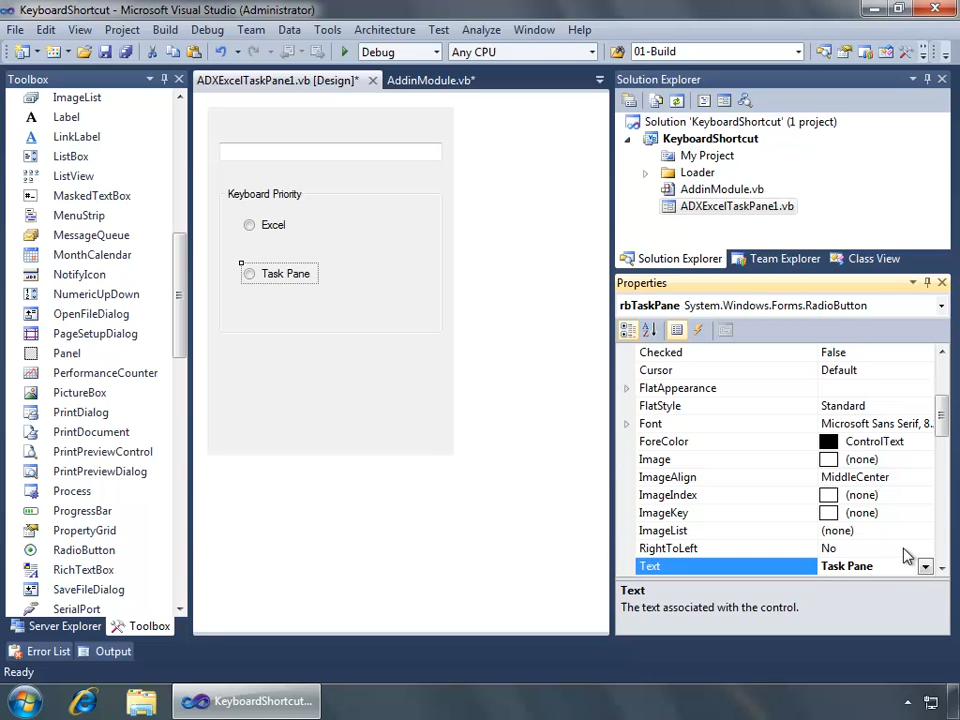 KeyboardShortcut - Microsoft Visual Studio (Administrator)
File Edit View Project Build Debug Team Data Tools Architecture Test Analyze Window Help
Debug Any CPU 01-Build
Toolbox
ImageList
Label
LinkLabel
ListBox
ListView
MaskedTextBox
MenuStrip
MessageQueue
MonthCalendar
NotifyIcon
NumericUpDown
OpenFileDialog
PageSetupDialog
Panel
PerformanceCounter
PictureBox
PrintDialog
PrintDocument
PrintPreviewControl
PrintPreviewDialog
Process
ProgressBar
PropertyGrid
RadioButton
RichTextBox
SaveFileDialog
SerialPort
Server Explorer Toolbox
ADXExcelTaskPane1.vb [Design]* AddinModule.vb*
Keyboard Priority
Excel
Task Pane
Solution Explorer
Solution 'KeyboardShortcut' (1 project)
KeyboardShortcut
My Project
Loader
AddinModule.vb
ADXExcelTaskPane1.vb
Solution Explorer Team Explorer Class View
Properties
rbTaskPane System.Windows.Forms.RadioButton
Checked False
Cursor Default
FlatAppearance
FlatStyle Standard
Font Microsoft Sans Serif, 8..
ForeColor ControlText
Image (none)
ImageAlign MiddleCenter
ImageIndex (none)
ImageKey (none)
ImageList (none)
RightToLeft No
Text Task Pane
Text
The text associated with the control.
Error List Output
Ready
KeyboardShortcut...